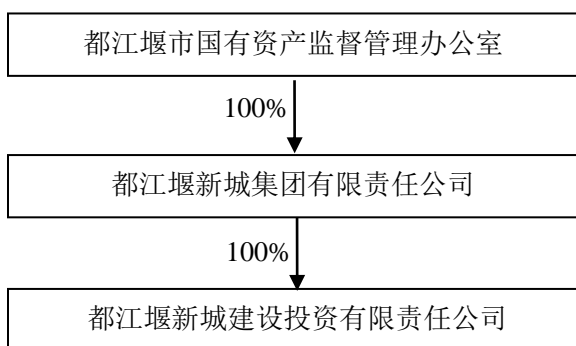 都江堰市国有资产监督管理办公室
100%
都江堰新城集团有限责任公司
100%
都江堰新城建设投资有限责任公司